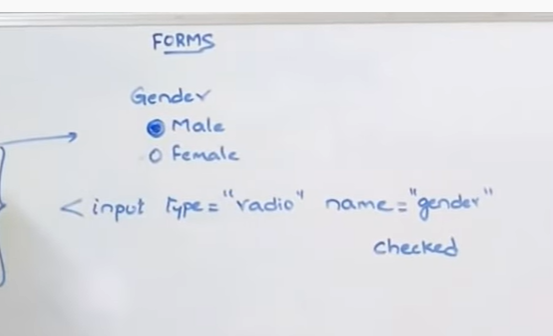 FORMS
Gender
Male
Female
<input Type="radio" name="gender"
checked